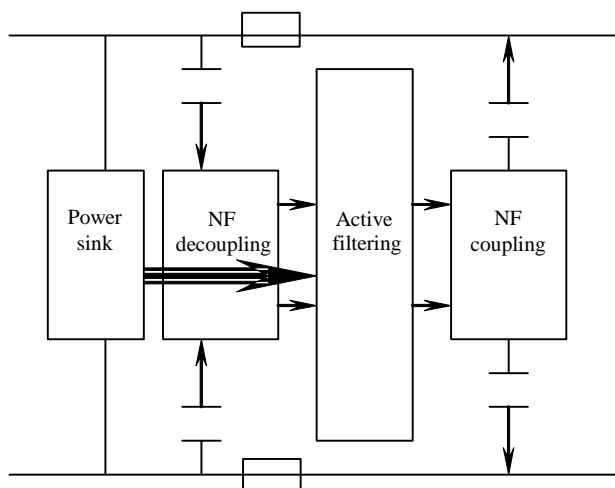 Power
sink
NF
decoupling
Active
filtering
NF
coupling